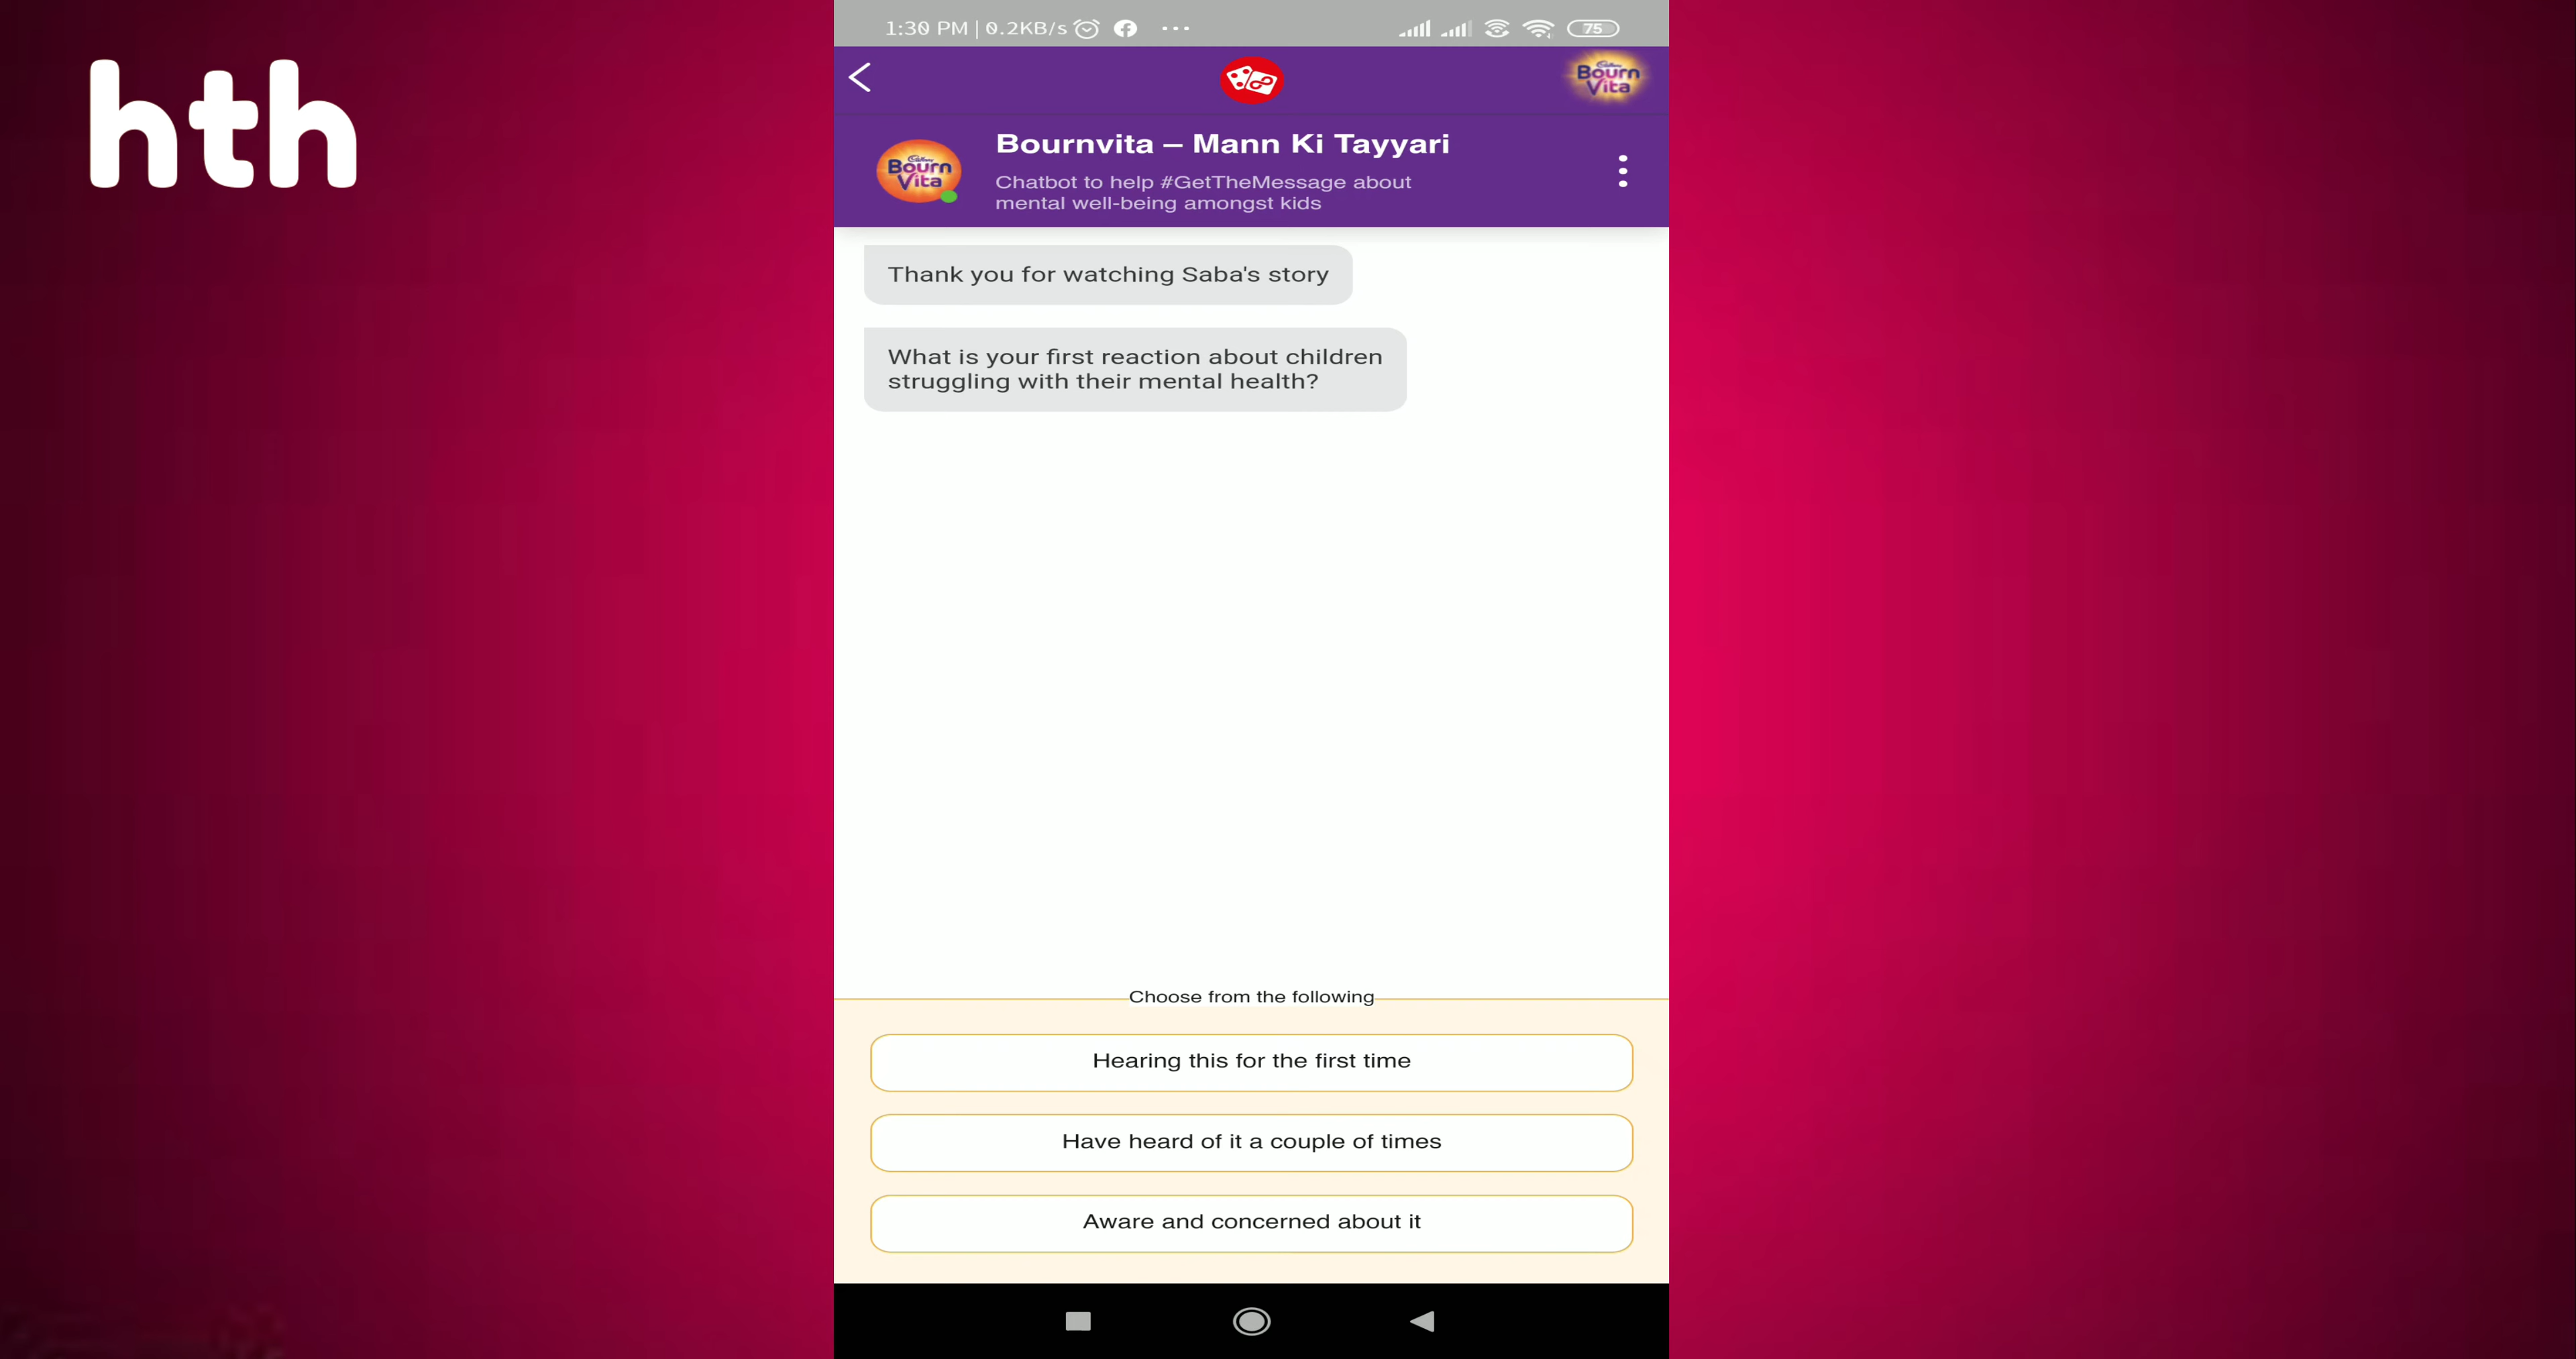 hth
1:30 PM | 0.2KB/s
75
Cadbury
Bourn
Vita
Cadbury
Bourn
Vita
Bournvita – Mann Ki Tayyari
Chatbot to help #GetTheMessage about
mental well-being amongst kids
Thank you for watching Saba's story
What is your first reaction about children
struggling with their mental health?
Choose from the following
Hearing this for the first time
Have heard of it a couple of times
Aware and concerned about it